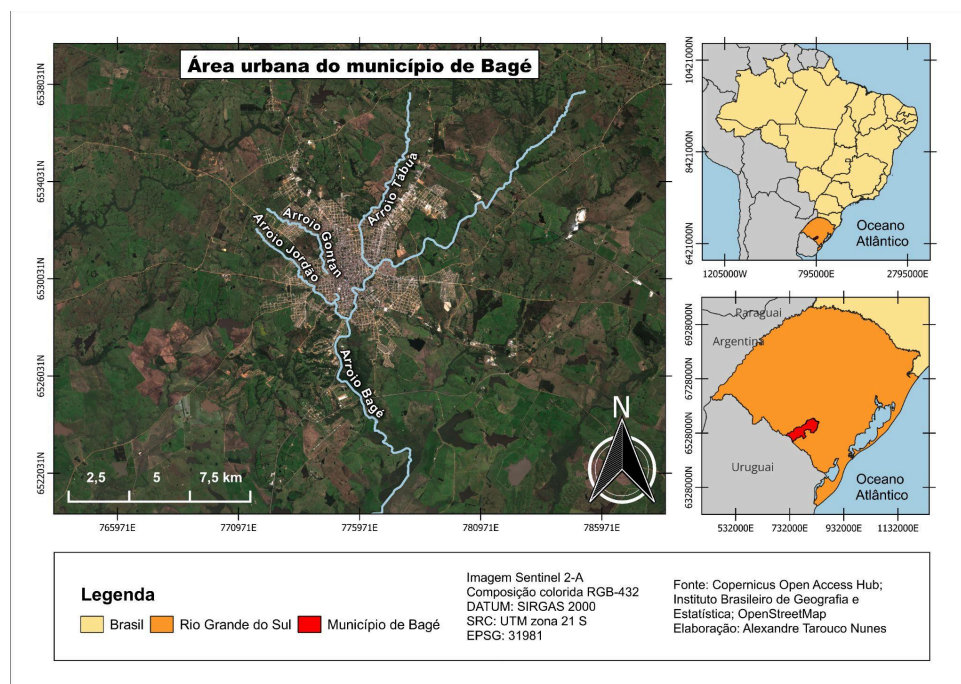 Área urbana do município de Bagé
6538031N
6534031N
6530031N
6526031N
6522031N
Arroio Tábua
Arroio Gontan
Arroio Jordão
Arroio Bagé
N
2,5 5 7,5 km
765971E 770971E 775971E 780971E 785971E
10421000N
8421000N
6421000N
Oceano
Atlântico
1205000W 795000E 2795000E
6928000N
6728000N
6528000N
6328000N
Paraguai
Argentina
Uruguai
Oceano
Atlântico
532000E 732000E 932000E 1132000E
Legenda
Brasil Rio Grande do Sul Município de Bagé
Imagem Sentinel 2-A
Composição colorida RGB-432
DATUM: SIRGAS 2000
SRC: UTM zona 21 S
EPSG: 31981
Fonte: Copernicus Open Access Hub;
Instituto Brasileiro de Geografia e
Estatística; OpenStreetMap
Elaboração: Alexandre Tarouco Nunes